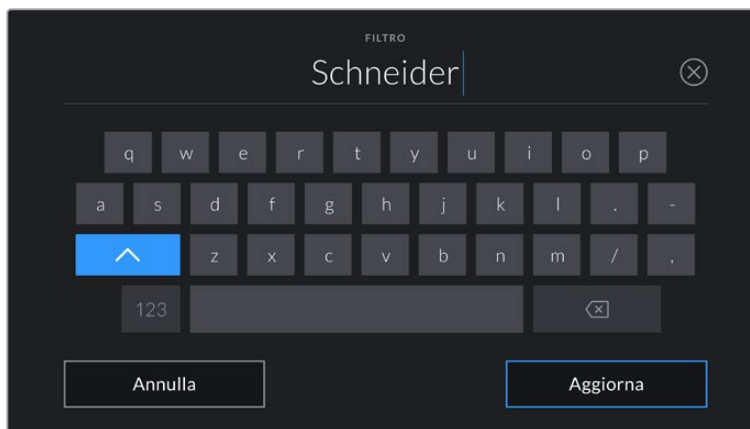 FILTRO
Schneider
q w e r t y u i o p
a s d f g h j k l . -
z x c v b n m / ,
123
Annulla Aggiorna